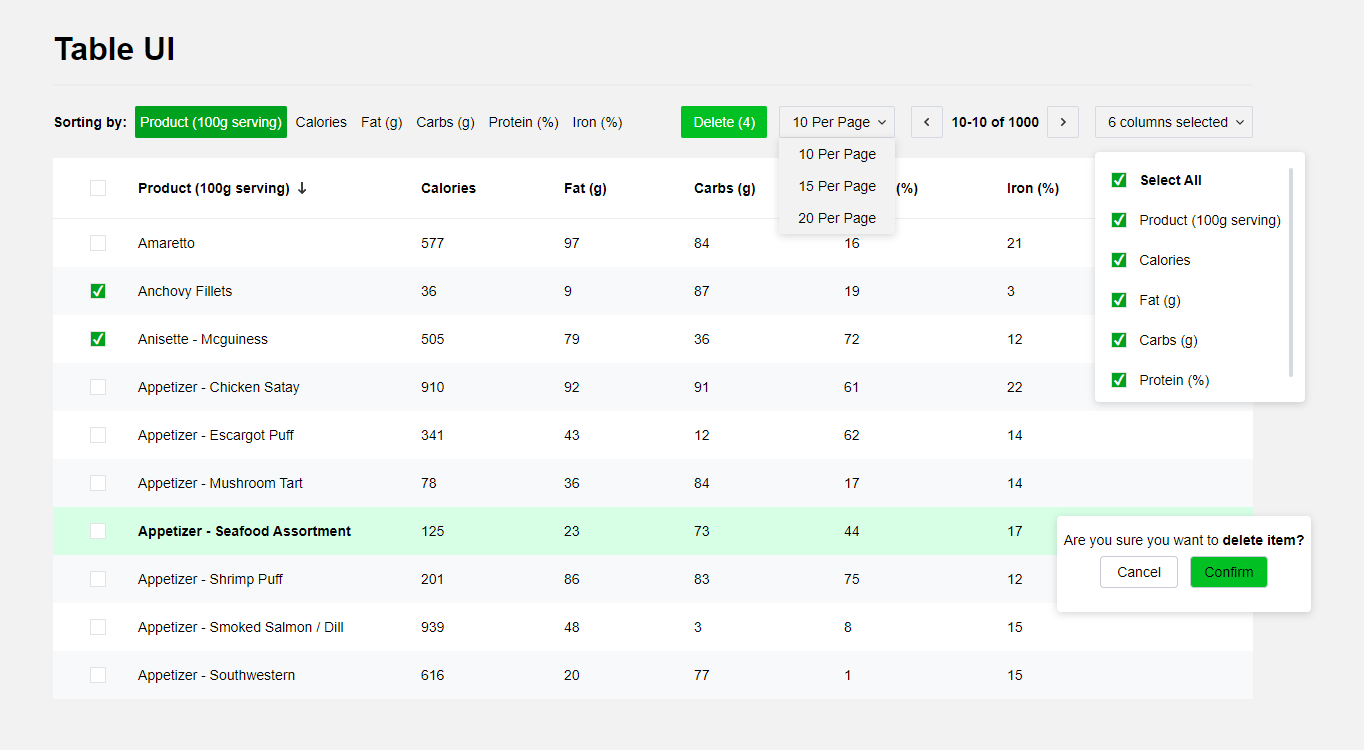 Table UI
Sorting by: Product (100g serving) Calories Fat (g) Carbs (g) Protein (%) Iron (%) Delete (4) 10 Per Page 10-10 of 1000 6 columns selected
10 Per Page
15 Per Page
20 Per Page
Select All
Product (100g serving)
Calories
Fat (g)
Carbs (g)
Protein (%)
Product (100g serving) Calories Fat (g) Carbs (g) (%) Iron (%)
Amaretto 577 97 84 16 21
Anchovy Fillets 36 9 87 19 3
Anisette - Mcguiness 505 79 36 72 12
Appetizer - Chicken Satay 910 92 91 61 22
Appetizer - Escargot Puff 341 43 12 62 14
Appetizer - Mushroom Tart 78 36 84 17 14
Appetizer - Seafood Assortment 125 23 73 44 17
Appetizer - Shrimp Puff 201 86 83 75 12
Appetizer - Smoked Salmon / Dill 939 48 3 8 15
Appetizer - Southwestern 616 20 77 1 15
Are you sure you want to delete item?
Cancel Confirm